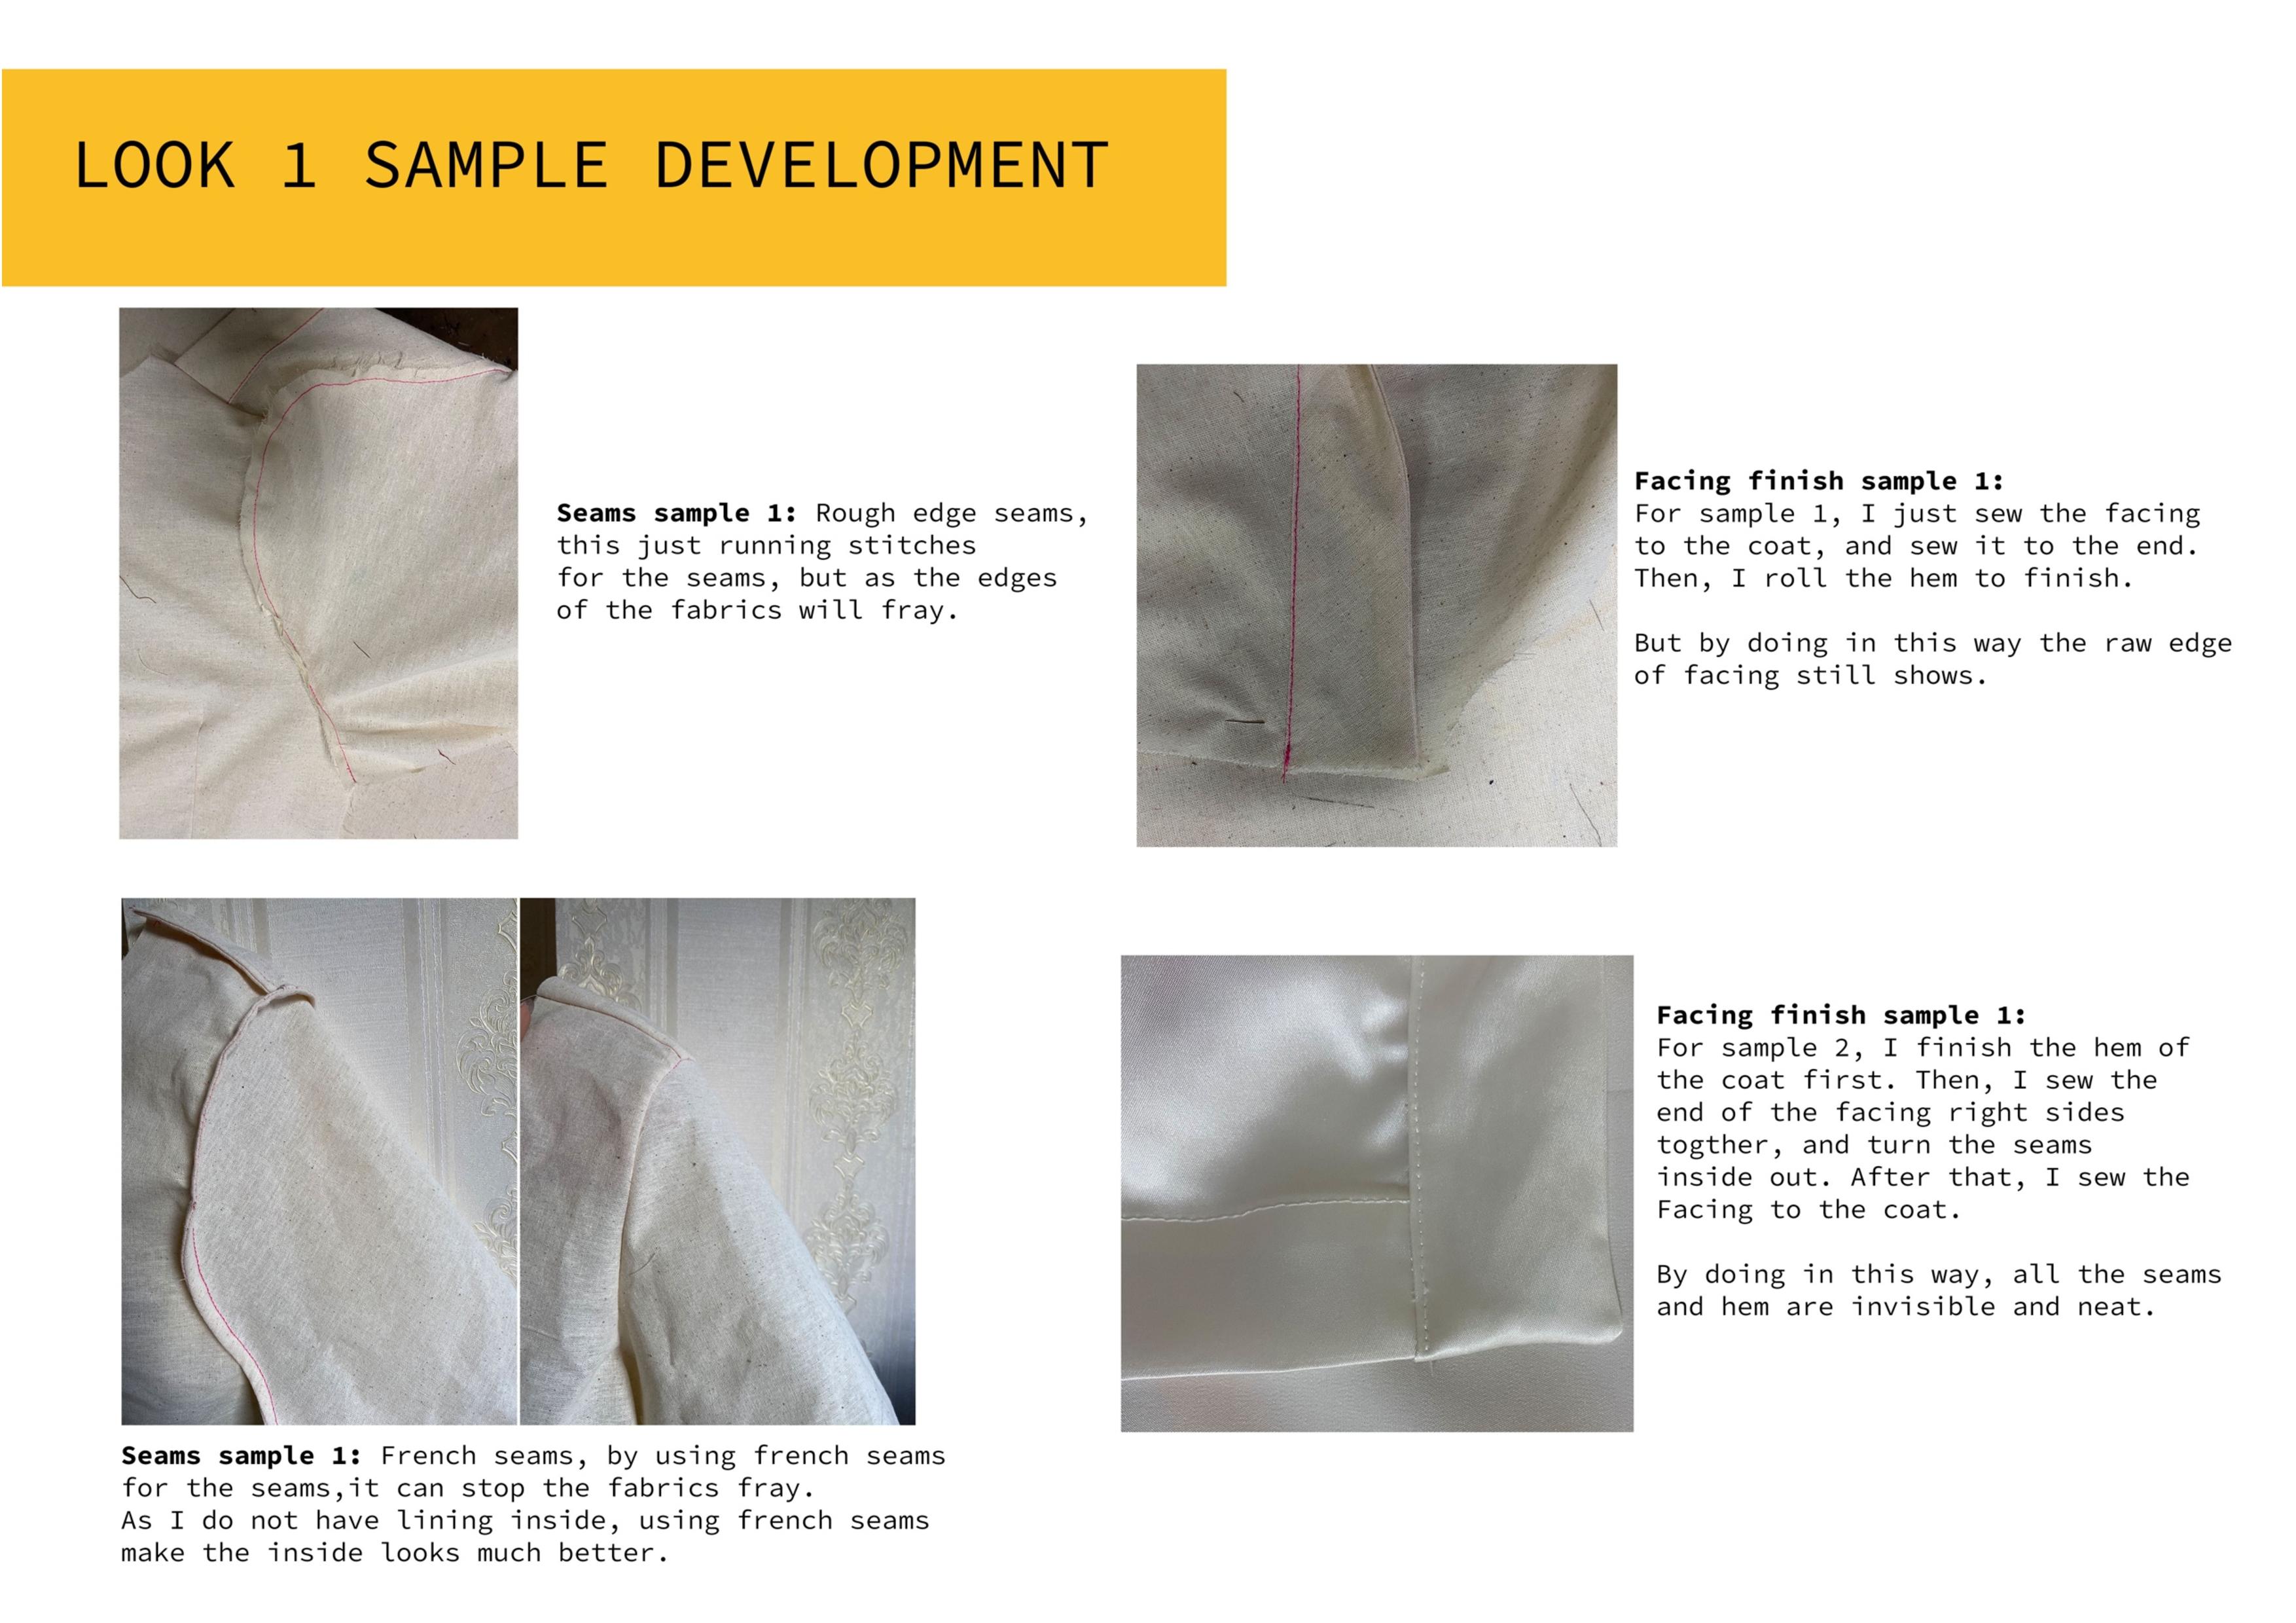 LOOK 1 SAMPLE DEVELOPMENT
Seams sample 1: Rough edge seams,
this just running stitches
for the seams, but as the edges
of the fabrics will fray.
Facing finish sample 1:
For sample 1, I just sew the facing
to the coat, and sew it to the end.
Then, I roll the hem to finish.
But by doing in this way the raw edge
of facing still shows.
Seams sample 1: French seams, by using french seams
for the seams,it can stop the fabrics fray.
As I do not have lining inside, using french seams
make the inside looks much better.
Facing finish sample 1:
For sample 2, I finish the hem of
the coat first. Then, I sew the
end of the facing right sides
togther, and turn the seams
inside out. After that, I sew the
Facing to the coat.
By doing in this way, all the seams
and hem are invisible and neat.